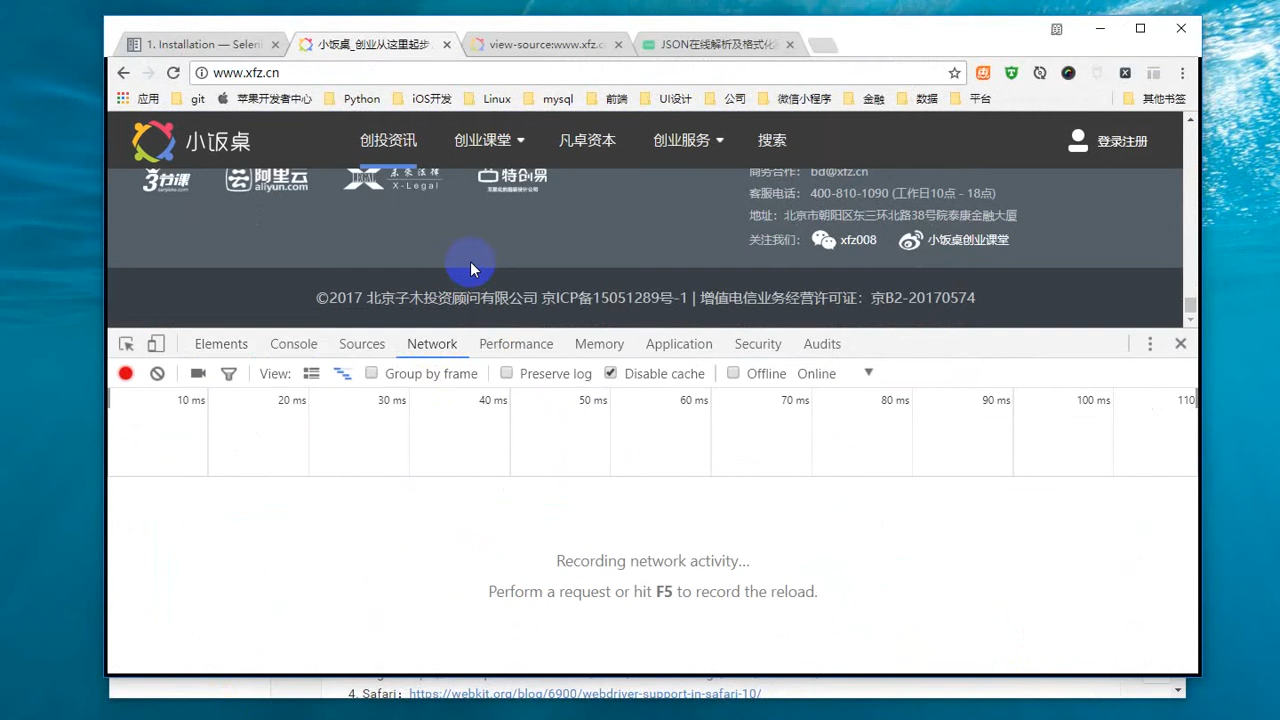 1. Installation — Selen
小饭桌_创业从这里起步
view-source:www.xfz.c
JSON在线解析及格式化
www.xfz.cn
应用 git 苹果开发者中心 Python iOS开发 Linux mysql 前端 UI设计 公司 微信小程序 金融 数据 平台 其他书签
小饭桌 创投资讯 创业课堂 凡卓资本 创业服务 搜索 登录注册
3节课 阿里云 aliyun.com X-Legal 特创易
商务合作： bd@xfz.cn
客服电话： 400-810-1090 (工作日10点 - 18点)
地址：北京市朝阳区东三环北路38号院泰康金融大厦
关注我们： xfz008 小饭桌创业课堂
©2017 北京子木投资顾问有限公司 京ICP备15051289号-1 | 增值电信业务经营许可证：京B2-20170574
Elements Console Sources Network Performance Memory Application Security Audits
View: Group by frame Preserve log Disable cache Offline Online
10 ms 20 ms 30 ms 40 ms 50 ms 60 ms 70 ms 80 ms 90 ms 100 ms 110
Recording network activity...
Perform a request or hit F5 to record the reload.
4. Safari：https://webkit.org/blog/6900/webdriver-support-in-safari-10/